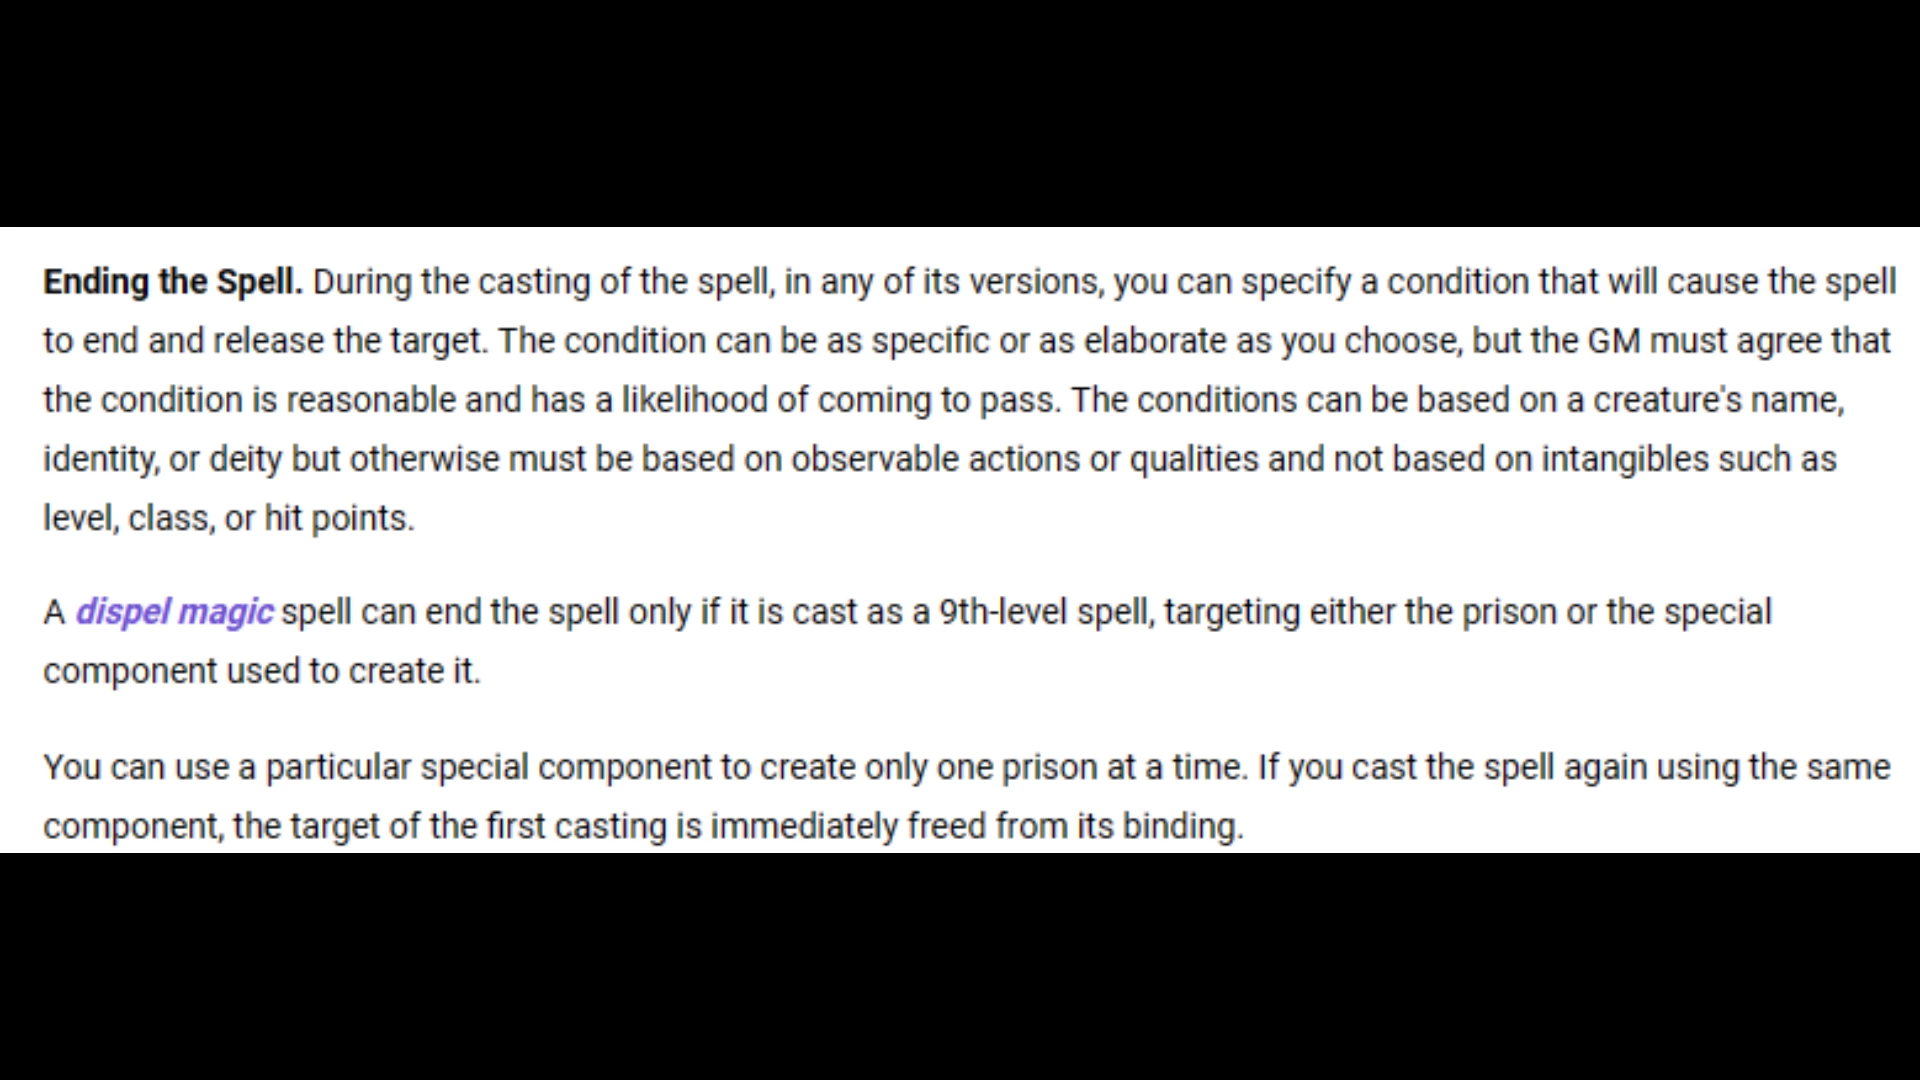 Ending the Spell. During the casting of the spell, in any of its versions, you can specify a condition that will cause the spell
to end and release the target. The condition can be as specific or as elaborate as you choose, but the GM must agree that
the condition is reasonable and has a likelihood of coming to pass. The conditions can be based on a creature's name,
identity, or deity but otherwise must be based on observable actions or qualities and not based on intangibles such as
level, class, or hit points.
A dispel magic spell can end the spell only if it is cast as a 9th-level spell, targeting either the prison or the special
component used to create it.
You can use a particular special component to create only one prison at a time. If you cast the spell again using the same
component, the target of the first casting is immediately freed from its binding.